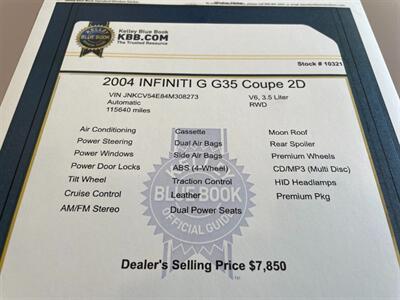 Kelley Blue Book
KBB.COM
The Trusted Resource
Kelley
BLUE BOOK
Stock # 10321
2004 INFINITI G G35 Coupe 2D
VIN JNKCV54E84M308273
V6, 3.5 Liter
Automatic
RWD
115640 miles
Air Conditioning
Cassette
Moon Roof
Power Steering
Dual Air Bags
Rear Spoiler
Power Windows
Side Air Bags
Premium Wheels
Power Door Locks
ABS (4-Wheel)
CD/MP3 (Multi Disc)
Tilt Wheel
Traction Control
HID Headlamps
Cruise Control
Leather
Premium Pkg
AM/FM Stereo
Dual Power Seats
BLUE BOOK
OFFICIAL GUIDE
Dealer's Selling Price $7,850